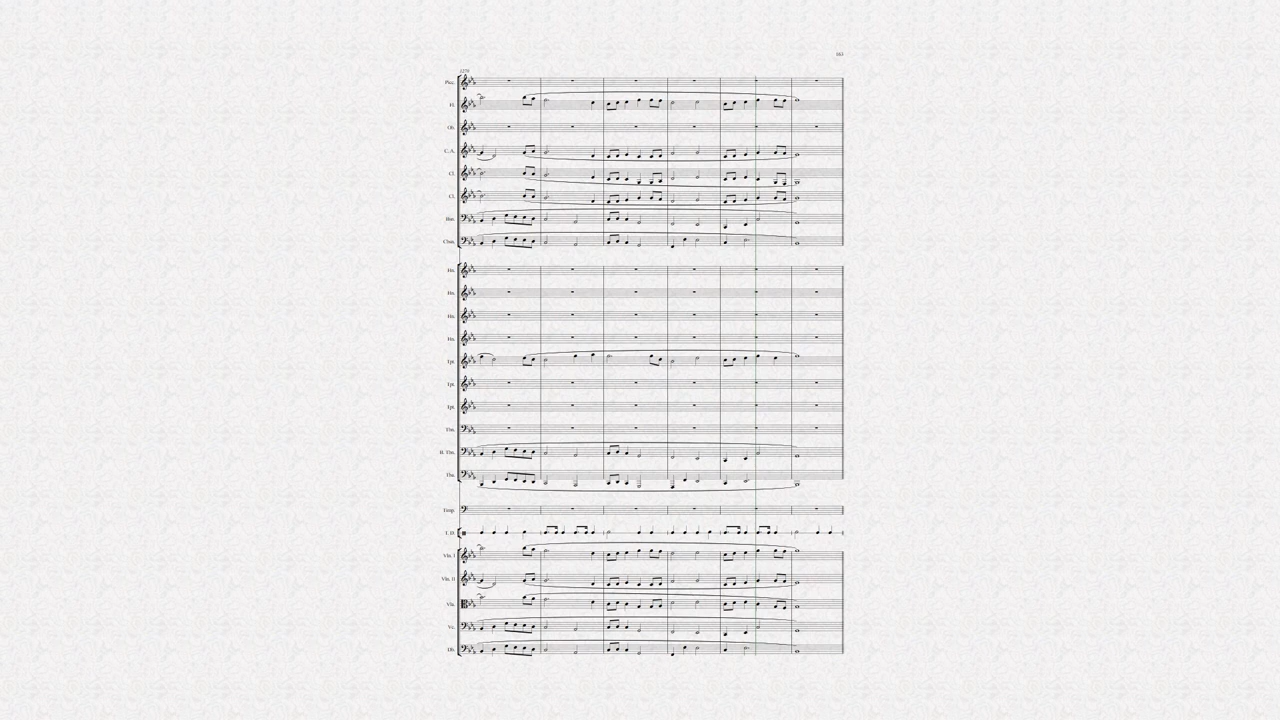 163
Picc.
Fl.
Ob.
C.A.
Cl.
Cl.
Bsn.
Cbsn.
Hn.
Hn.
Hn.
Hn.
Tpt.
Tpt.
Tpt.
Tbn.
B. Tbn.
Tba.
Timp.
T. D.
Vln. I
Vln. II
Vla.
Vc.
Db.